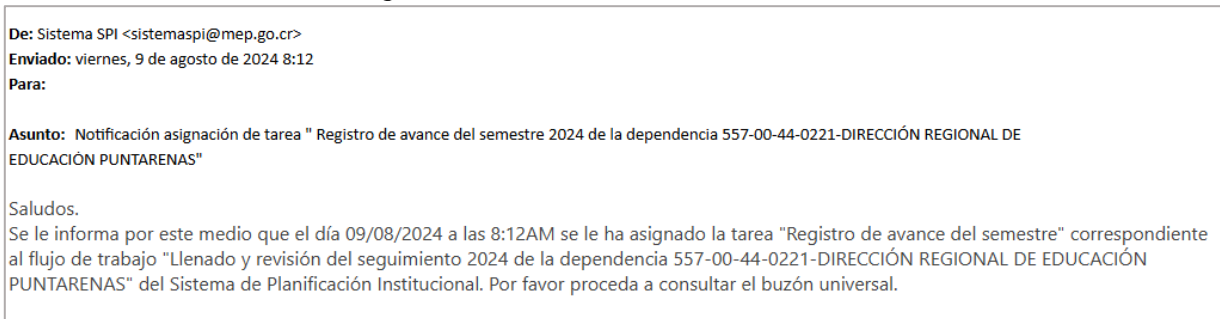 De: Sistema SPI <sistemaspi@mep.go.cr>
Enviado: viernes, 9 de agosto de 2024 8:12
Para:
Asunto: Notificación asignación de tarea " Registro de avance del semestre 2024 de la dependencia 557-00-44-0221-DIRECCIÓN REGIONAL DE
EDUCACIÓN PUNTARENAS"
Saludos.
Se le informa por este medio que el día 09/08/2024 a las 8:12AM se le ha asignado la tarea "Registro de avance del semestre" correspondiente
al flujo de trabajo "Llenado y revisión del seguimiento 2024 de la dependencia 557-00-44-0221-DIRECCIÓN REGIONAL DE EDUCACIÓN
PUNTARENAS" del Sistema de Planificación Institucional. Por favor proceda a consultar el buzón universal.